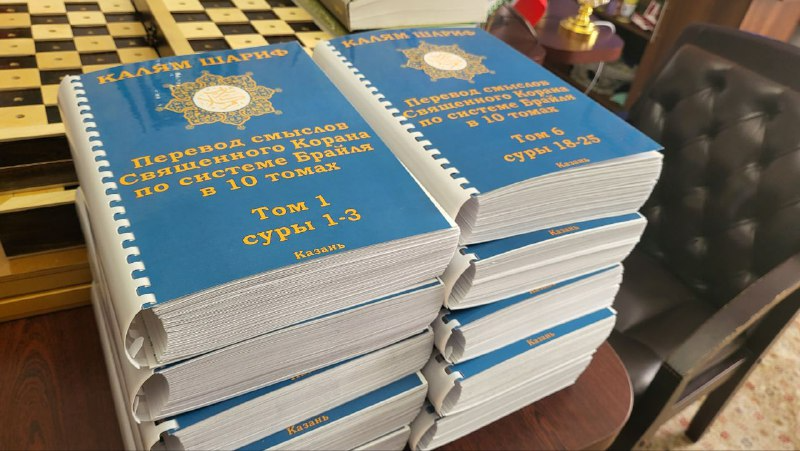 КАЛЯМ ШАРИФ
Перевод смыслов
Священного Корана
по системе Брайля
в 10 томах
Том 1
суры 1-3
Казань
КАЛЯМ ШАРИФ
Перевод смыслов
Священного Корана
по системе Брайля
в 10 томах
Том 6
суры 18-25
Казань
Казань
Казань
Казань